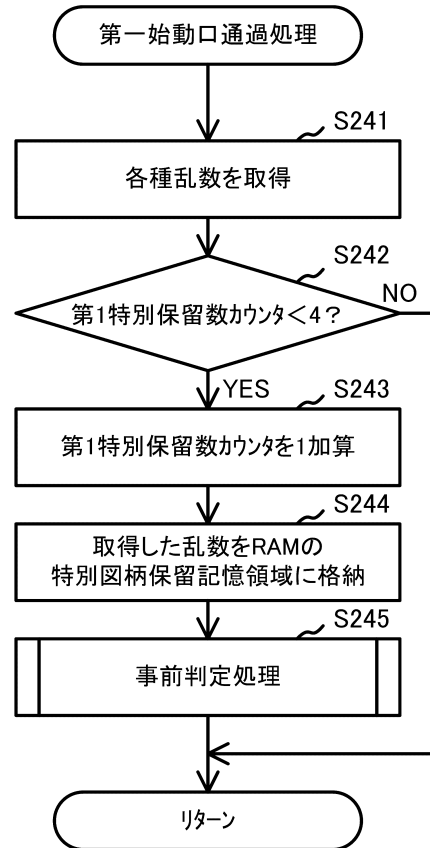 第一始動口通過処理
S241
各種乱数を取得
S242
第1特別保留数カウンタ<4？
NO
YES
S243
第1特別保留数カウンタを1加算
S244
取得した乱数をRAMの
特別図柄保留記憶領域に格納
S245
事前判定処理
リターン